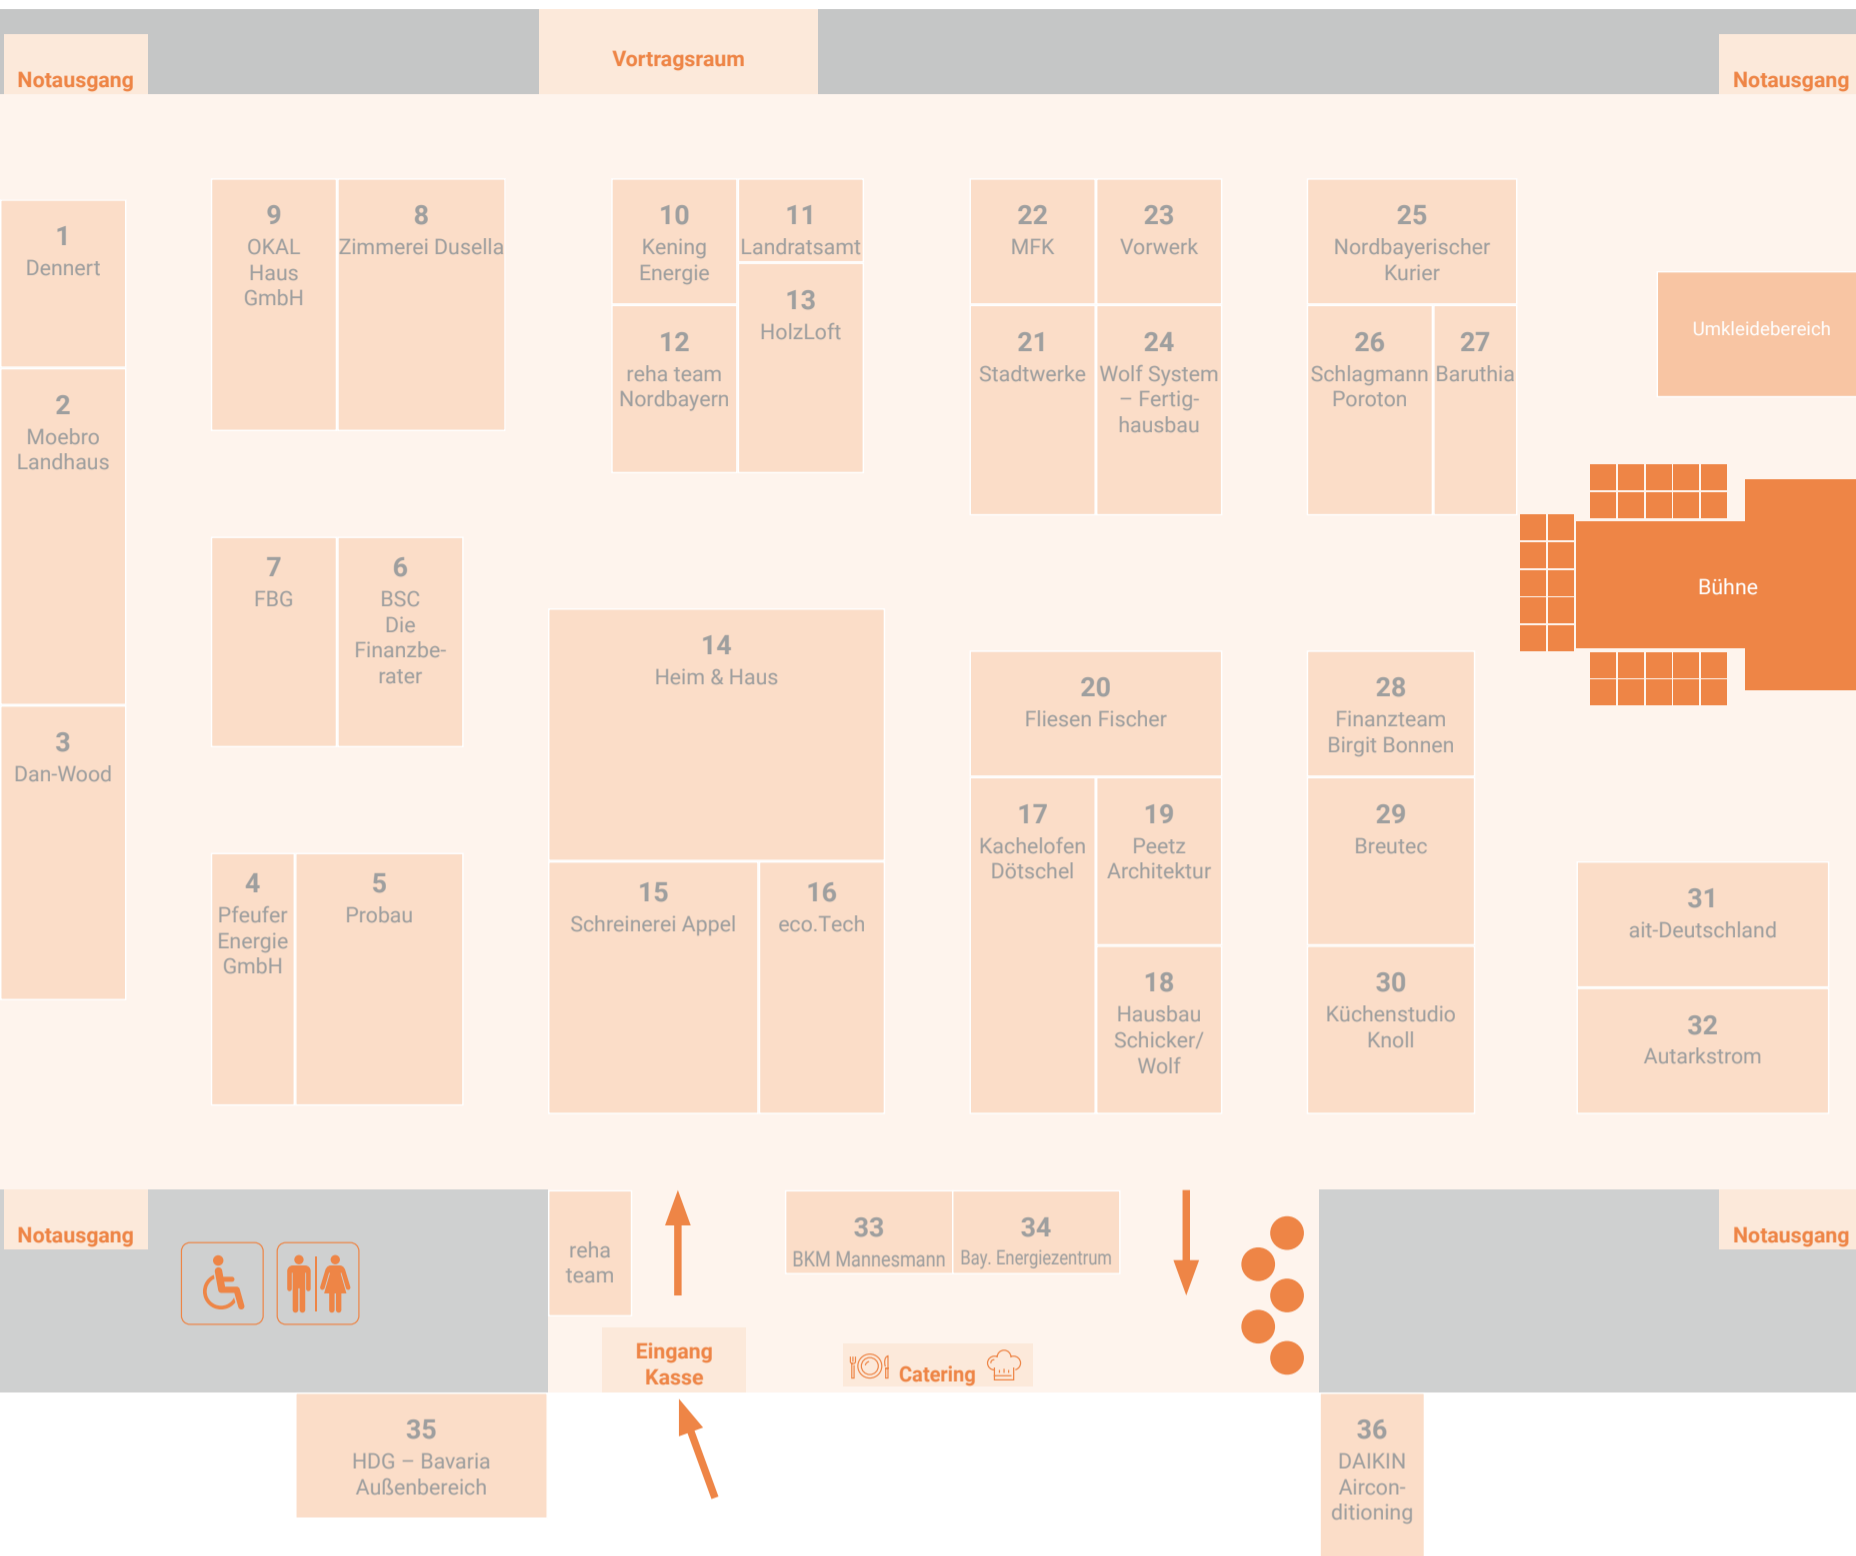 Vortragsraum
Notausgang
Notausgang
1
Dennert
2
Moebro
Landhaus
3
Dan-Wood
9
OKAL
Haus
GmbH
8
Zimmerei Dusella
7
FBG
6
BSC
Die
Finanzbe-
rater
4
Pfeufer
Energie
GmbH
5
Probau
10
Kening
Energie
11
Landratsamt
12
reha team
Nordbayern
13
HolzLoft
14
Heim & Haus
15
Schreinerei Appel
16
eco.Tech
22
MFK
23
Vorwerk
21
Stadtwerke
24
Wolf System
– Fertig-
hausbau
20
Fliesen Fischer
17
Kachelofen
Dötschel
19
Peetz
Architektur
18
Hausbau
Schicker/
Wolf
25
Nordbayerischer
Kurier
26
Schlagmann
Poroton
27
Baruthia
28
Finanzteam
Birgit Bonnen
29
Breutec
30
Küchenstudio
Knoll
Umkleidebereich
Bühne
31
ait-Deutschland
32
Autarkstrom
Notausgang
reha
team
33
BKM Mannesmann
34
Bay. Energiezentrum
Notausgang
Eingang
Kasse
Catering
35
HDG – Bavaria
Außenbereich
36
DAIKIN
Aircon-
ditioning